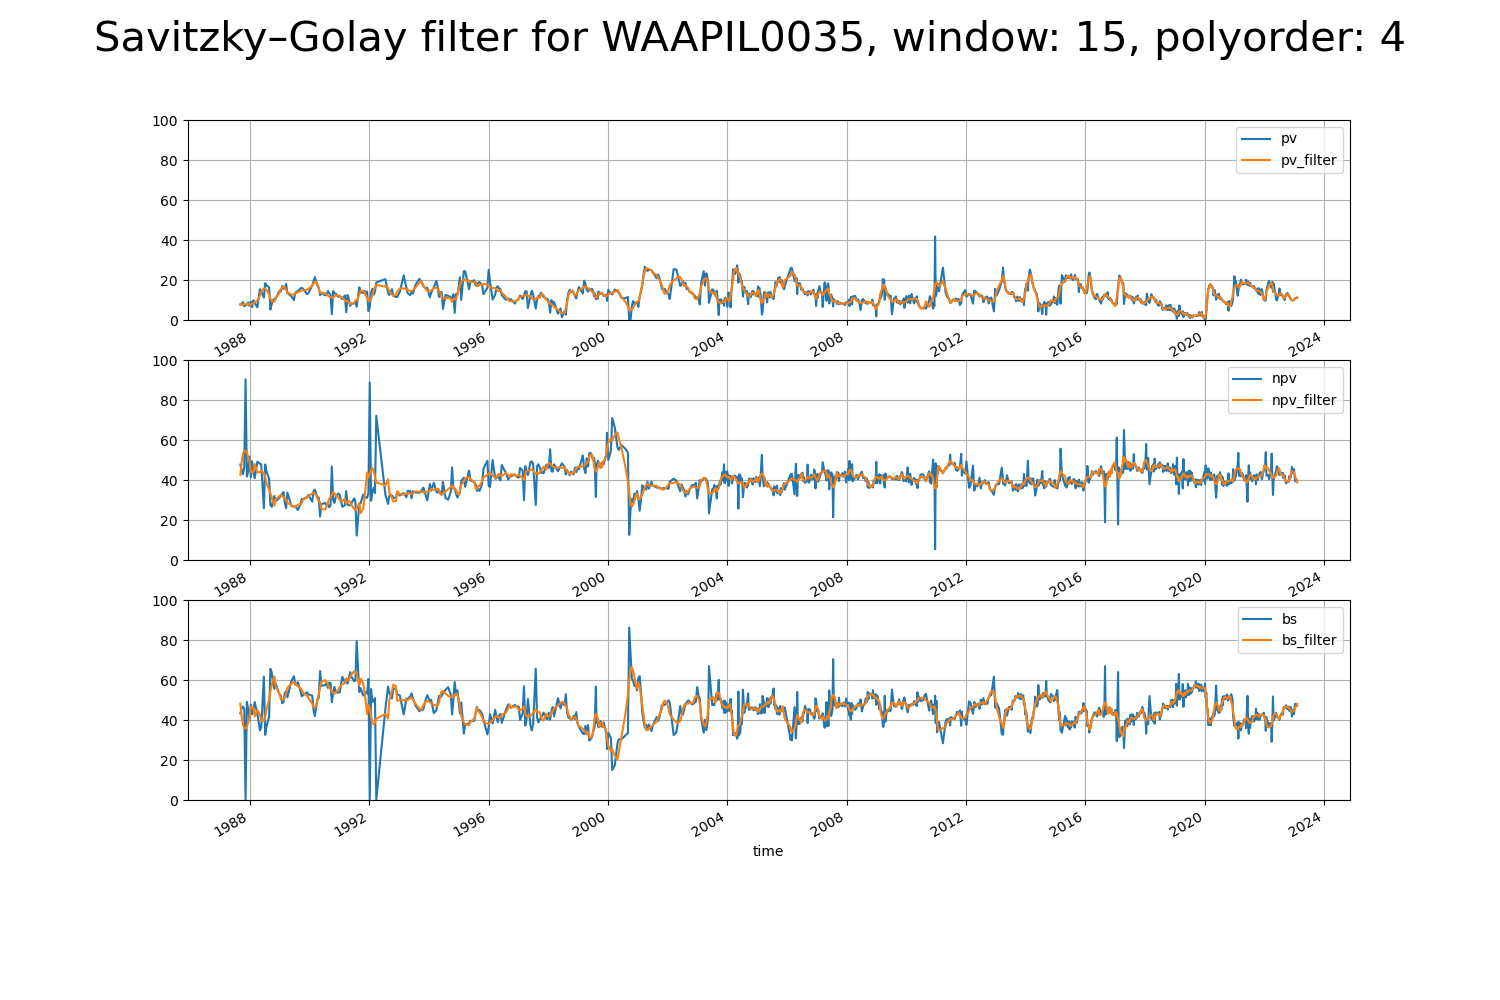 Savitzky–Golay filter for WAAPIL0035, window: 15, polyorder: 4
100
80
60
40
20
0
pv
pv_filter
1988 1992 1996 2000 2004 2008 2012 2016 2020 2024
100
80
60
40
20
0
npv
npv_filter
1988 1992 1996 2000 2004 2008 2012 2016 2020 2024
100
80
60
40
20
0
bs
bs_filter
1988 1992 1996 2000 2004 2008 2012 2016 2020 2024
time